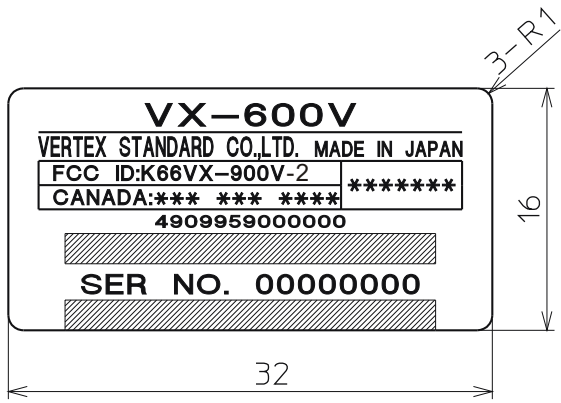 3-R1
VX-600V
VERTEX STANDARD CO.,LTD. MADE IN JAPAN
FCC ID:K66VX-900V-2
*******
CANADA:*** *** ****
4909959000000
SER NO. 00000000
16
32